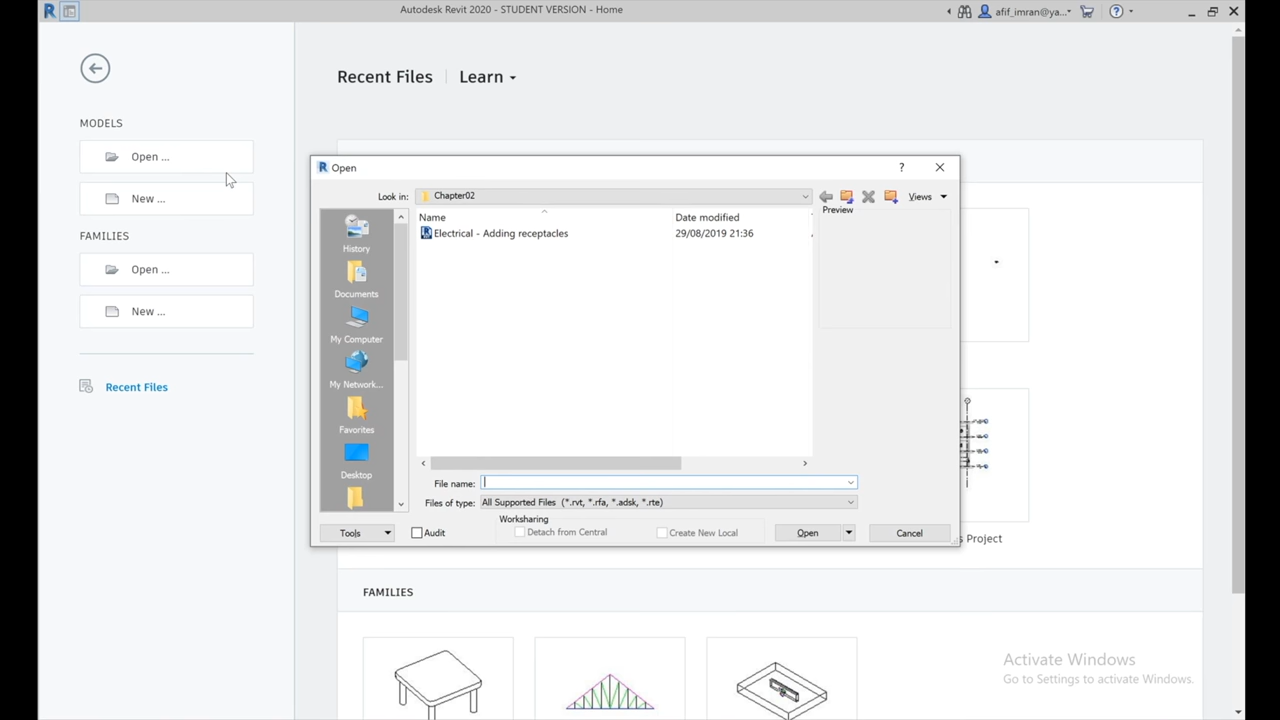 Autodesk Revit 2020 - STUDENT VERSION - Home
afif_imran@ya...
Recent Files
Learn
MODELS
Open ...
New ...
FAMILIES
Open ...
New ...
Recent Files
Open
Look in:
Chapter02
Views
Preview
Name
Date modified
Electrical - Adding receptacles
29/08/2019 21:36
History
Documents
My Computer
My Network...
Favorites
Desktop
File name:
Files of type:
All Supported Files (*.rvt, *.rfa, *.adsk, *.rte)
Worksharing
Tools
Audit
Detach from Central
Create New Local
Open
Cancel
s Project
FAMILIES
Activate Windows
Go to Settings to activate Windows.